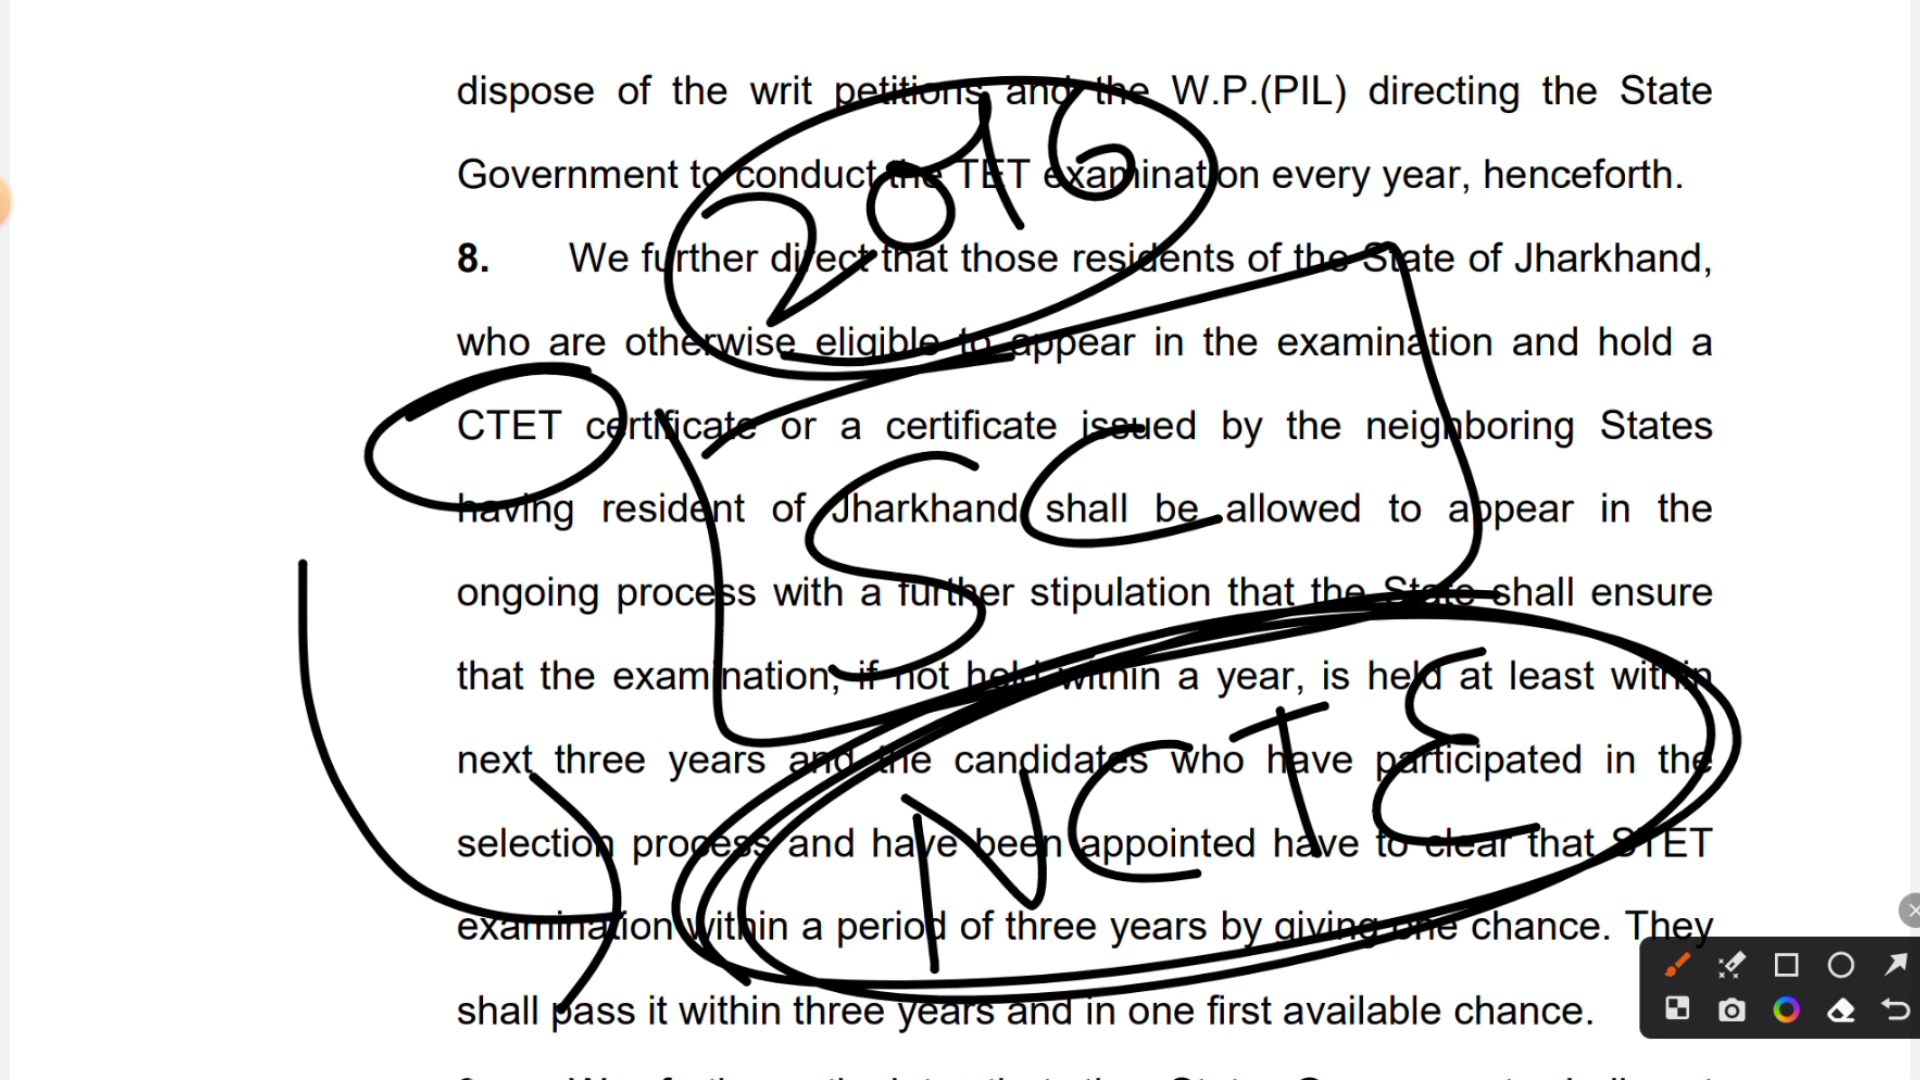 dispose of the writ petitions and the W.P.(PIL) directing the State
Government to conduct the TET examination every year, henceforth.
2016
8. We further direct that those residents of the State of Jharkhand,
who are otherwise eligible to appear in the examination and hold a
CTET certificate or a certificate issued by the neighboring States
having resident of Jharkhand shall be allowed to appear in the
SC
ongoing process with a further stipulation that the State shall ensure
that the examination, if not held within a year, is held at least within
next three years and the candidates who have participated in the
NCTE
selection process and have been appointed have to clear that STET
examination within a period of three years by giving one chance. They
shall pass it within three years and in one first available chance.